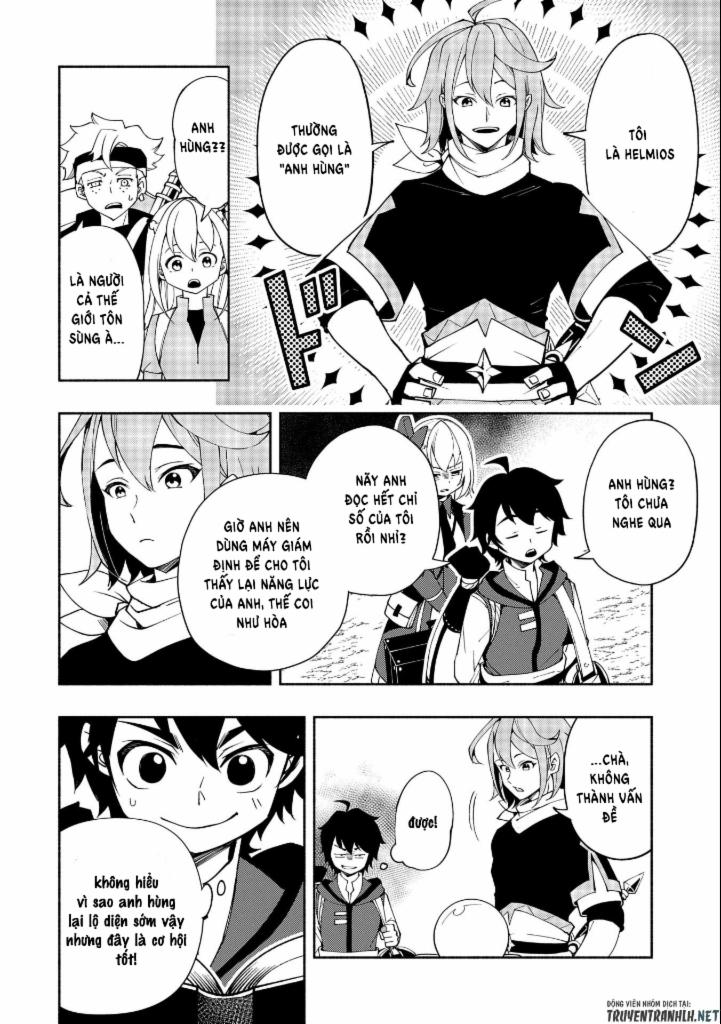 TÔI
LÀ HELMIOS
THƯỜNG
ĐƯỢC GỌI LÀ
"ANH HÙNG"
ド
ン
ANH
HÙNG??
LÀ NGƯỜI
CẢ THẾ
GIỚI TÔN
SÙNG À...
ANH HÙNG?
TÔI CHƯA
NGHE QUA
NÃY ANH
ĐỌC HẾT CHỈ
SỐ CỦA TÔI
RỒI NHỈ?
GIỜ ANH NÊN
DÙNG MÁY GIÁM
ĐỊNH ĐỂ CHO TÔI
THẤY LẠI NĂNG LỰC
CỦA ANH, THẾ COI
NHƯ HÒA
...CHÀ,
KHÔNG
THÀNH VẤN
ĐỀ
được!
không hiểu
vì sao anh hùng
lại lộ diện sớm vậy
nhưng đây là cơ hội
tốt!
ĐỘNG VIÊN NHÓM DỊCH TẠI:
TRUYENTRANHLH.NET